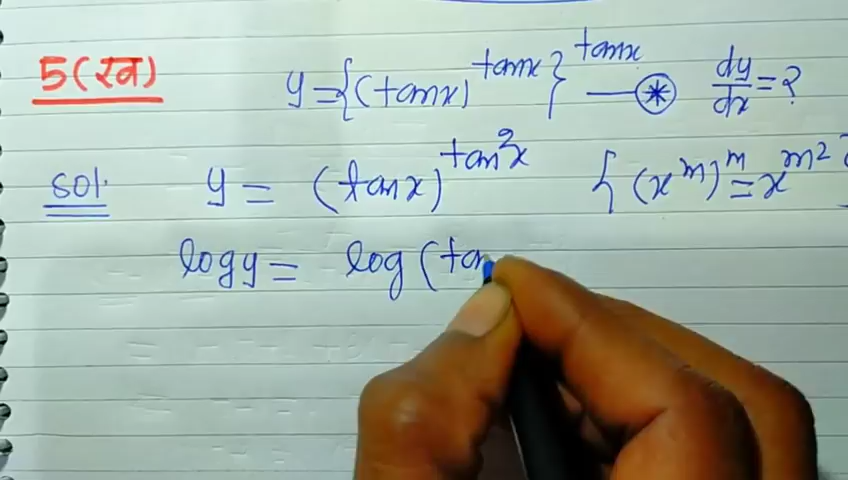 5(ख) y={(tanx)^tanx}^tanx —⊛ dy/dx=?
sol. y = (tanx)^tan²x {(x^m)^m=x^m²}
logy = log(tan